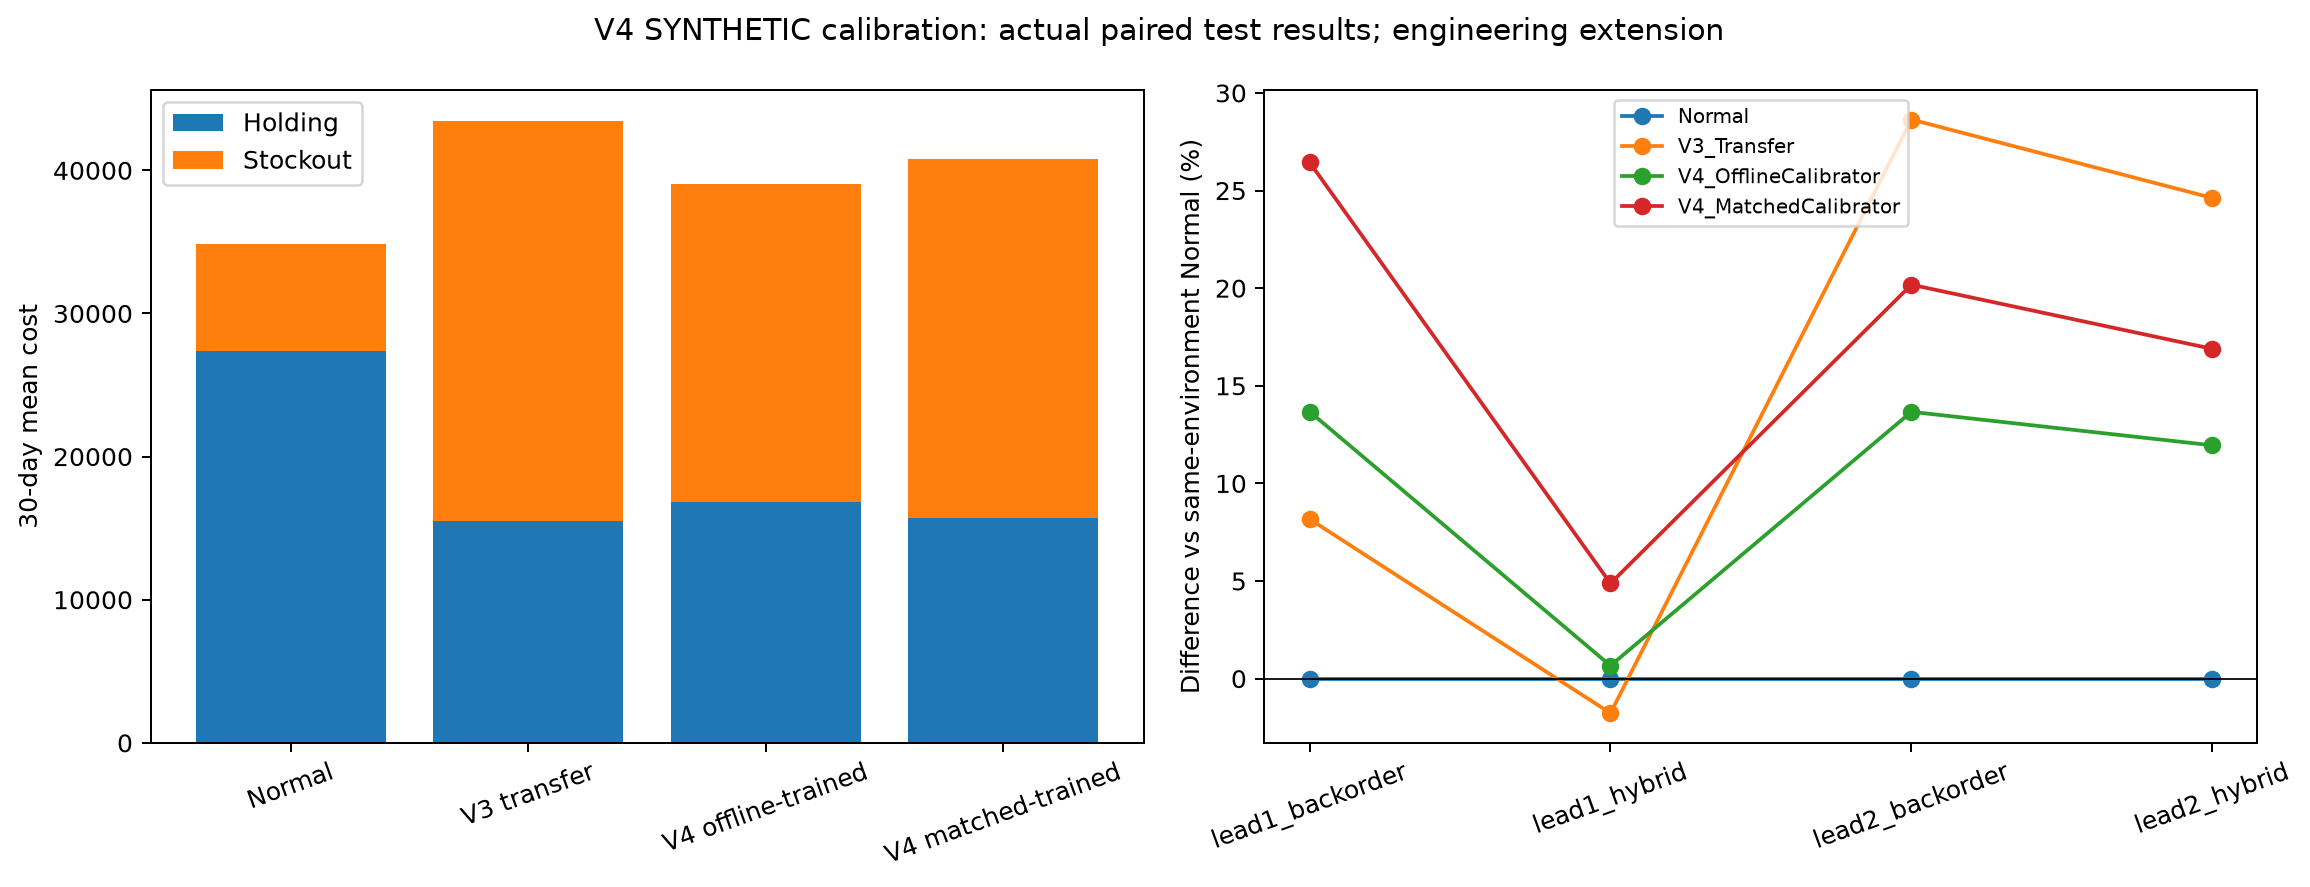 V4 SYNTHETIC calibration: actual paired test results; engineering extension
Holding
Stockout
30-day mean cost
40000
30000
20000
10000
0
Normal
V3 transfer
V4 offline-trained
V4 matched-trained
Normal
V3_Transfer
V4_OfflineCalibrator
V4_MatchedCalibrator
Difference vs same-environment Normal (%)
30
25
20
15
10
5
0
lead1_backorder
lead1_hybrid
lead2_backorder
lead2_hybrid